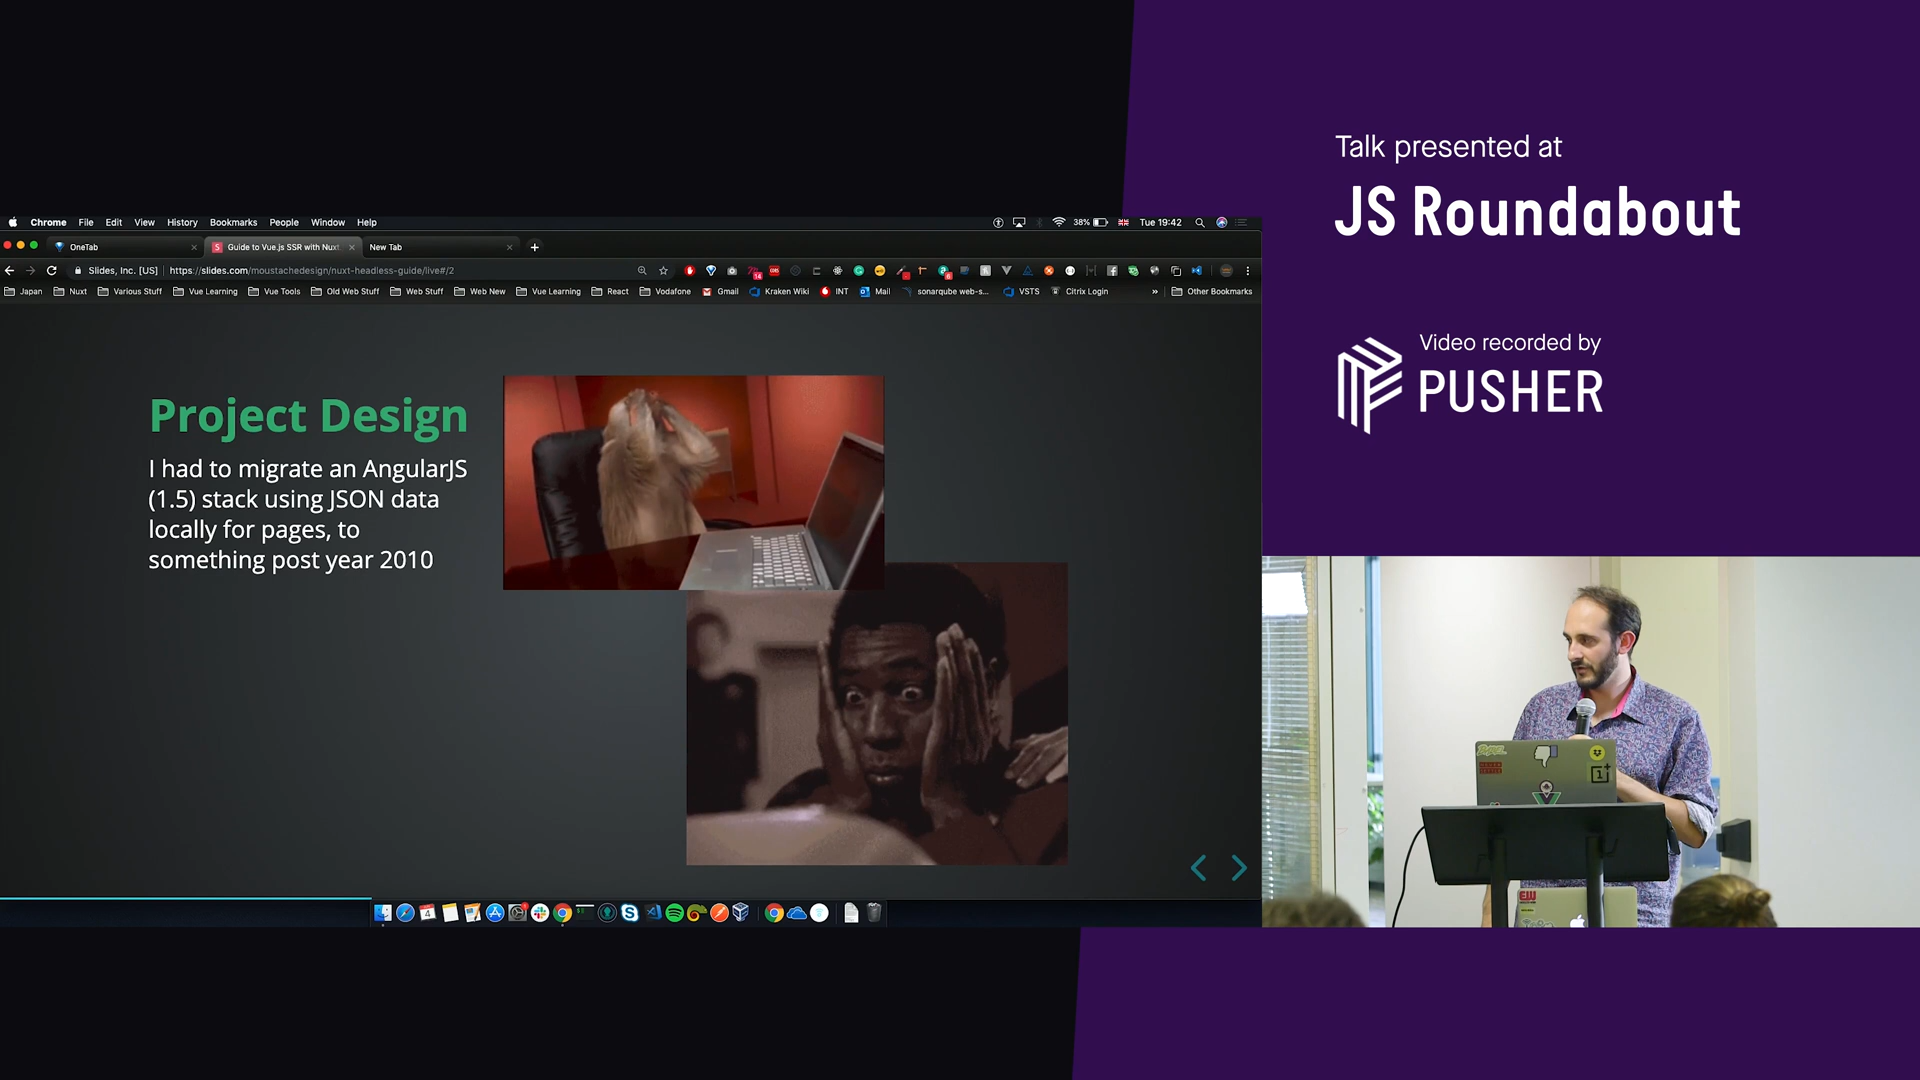 Talk presented at
JS Roundabout
Video recorded by
PUSHER
Chrome File Edit View History Bookmarks People Window Help
38% Tue 19:42
OneTab
Guide to Vue.js SSR with Nuxt
New Tab
Slides, Inc. [US] https://slides.com/moustachedesign/nuxt-headless-guide/live#/2
Japan Nuxt Various Stuff Vue Learning Vue Tools Old Web Stuff Web Stuff Web New Vue Learning React Vodafone Gmail Kraken Wiki INT Mail sonarqube web-s... VSTS Citrix Login » Other Bookmarks
Project Design
I had to migrate an AngularJS
(1.5) stack using JSON data
locally for pages, to
something post year 2010